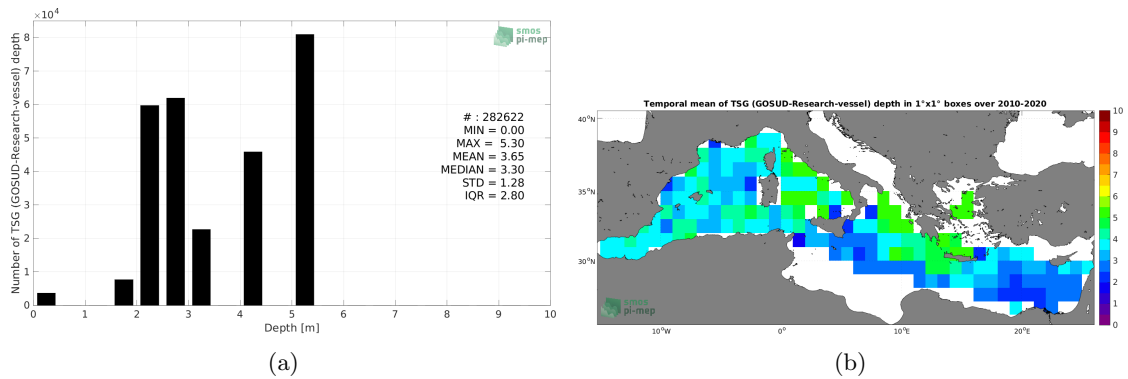 ×10⁴
8
7
6
5
4
3
2
1
0
Number of TSG (GOSUD-Research-vessel) depth
smos
pi-mep
# : 282622
MIN = 0.00
MAX = 5.30
MEAN = 3.65
MEDIAN = 3.30
STD = 1.28
IQR = 2.80
0 1 2 3 4 5 6 7 8 9 10
Depth [m]
(a)
Temporal mean of TSG (GOSUD-Research-vessel) depth in 1°x1° boxes over 2010-2020
40°N
35°N
30°N
10°W
0°
10°E
20°E
smos
pi-mep
10
9
8
7
6
5
4
3
2
1
0
(b)